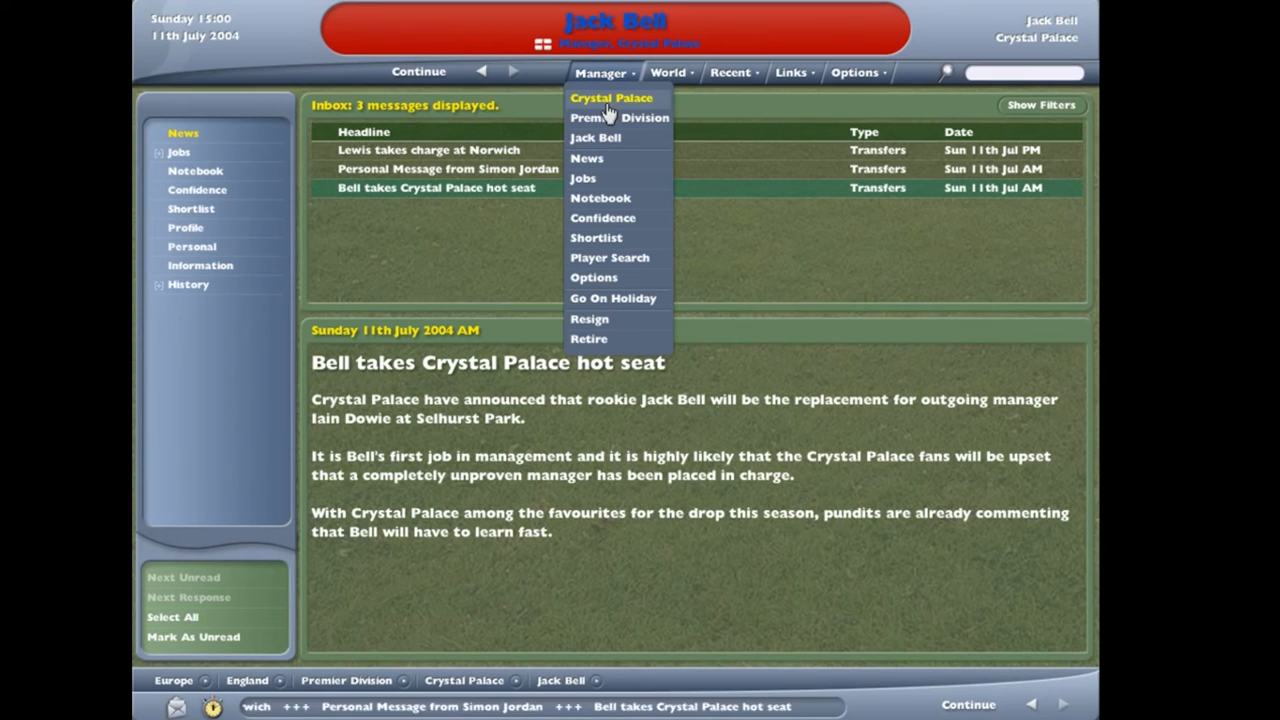 Sunday 15:00
11th July 2004
Jack Bell
Manager, Crystal Palace
Jack Bell
Crystal Palace
Continue
Manager
World
Recent
Links
Options
News
Jobs
Notebook
Confidence
Shortlist
Profile
Personal
Information
History
Next Unread
Next Response
Select All
Mark As Unread
Inbox: 3 messages displayed.
Show Filters
Headline Type Date
Lewis takes charge at Norwich Transfers Sun 11th Jul PM
Personal Message from Simon Jordan Transfers Sun 11th Jul AM
Bell takes Crystal Palace hot seat Transfers Sun 11th Jul AM
Crystal Palace
Premier Division
Jack Bell
News
Jobs
Notebook
Confidence
Shortlist
Player Search
Options
Go On Holiday
Resign
Retire
Sunday 11th July 2004 AM
Bell takes Crystal Palace hot seat
Crystal Palace have announced that rookie Jack Bell will be the replacement for outgoing manager
Iain Dowie at Selhurst Park.
It is Bell's first job in management and it is highly likely that the Crystal Palace fans will be upset
that a completely unproven manager has been placed in charge.
With Crystal Palace among the favourites for the drop this season, pundits are already commenting
that Bell will have to learn fast.
Europe
England
Premier Division
Crystal Palace
Jack Bell
wich +++ Personal Message from Simon Jordan +++ Bell takes Crystal Palace hot seat
Continue